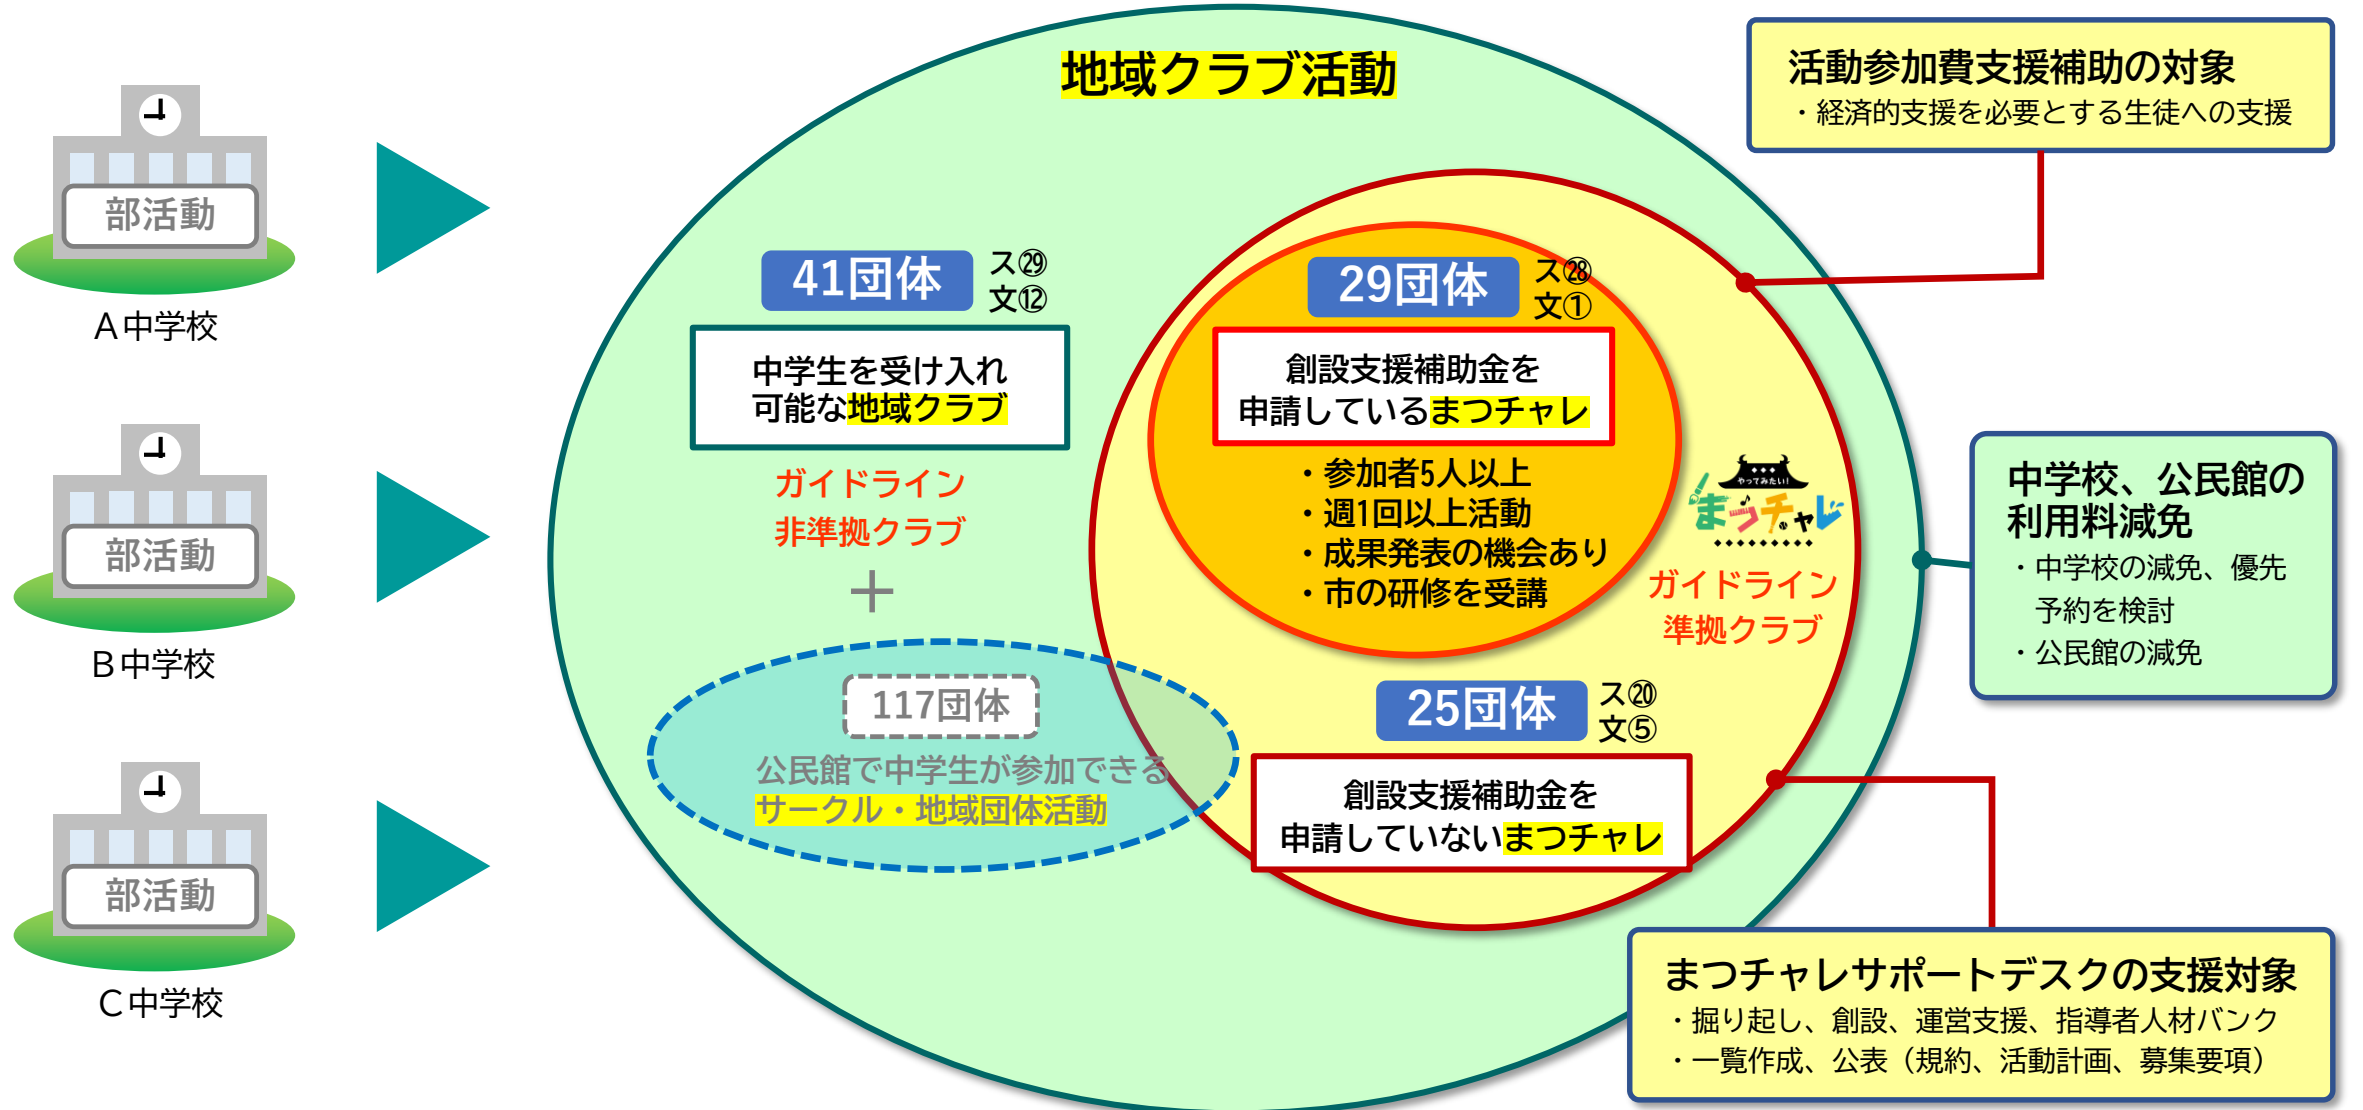 地域クラブ活動
部活動
A中学校
部活動
B中学校
部活動
C中学校
41団体
ス㉙
文⑫
中学生を受け入れ
可能な地域クラブ
ガイドライン
非準拠クラブ
＋
117団体
公民館で中学生が参加できる
サークル・地域団体活動
29団体
ス㉘
文①
創設支援補助金を
申請しているまつチャレ
・参加者5人以上
・週1回以上活動
・成果発表の機会あり
・市の研修を受講
やってみたい!
まつチャレ
ガイドライン
準拠クラブ
25団体
ス⑳
文⑤
創設支援補助金を
申請していないまつチャレ
活動参加費支援補助の対象
・経済的支援を必要とする生徒への支援
中学校、公民館の
利用料減免
・中学校の減免、優先
予約を検討
・公民館の減免
まつチャレサポートデスクの支援対象
・掘り起し、創設、運営支援、指導者人材バンク
・一覧作成、公表（規約、活動計画、募集要項）